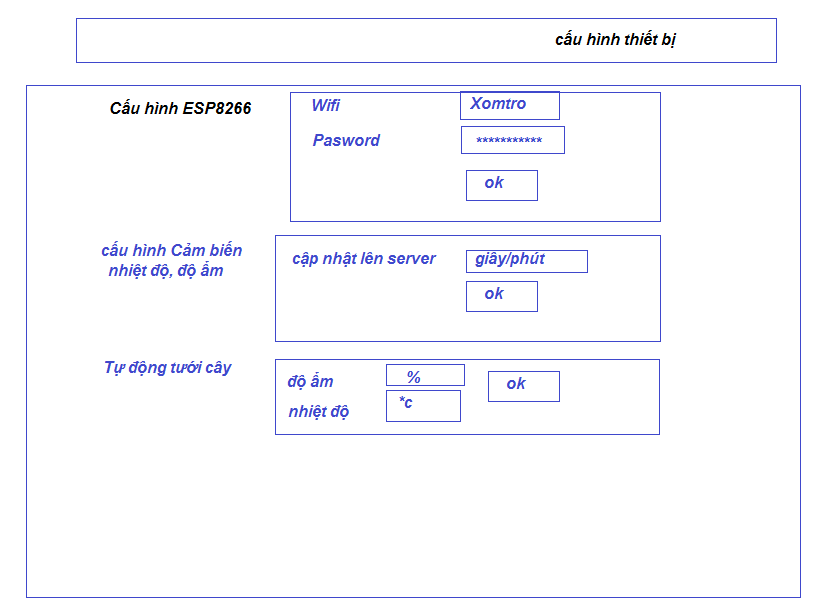 cấu hình thiết bị
Cấu hình ESP8266
Wifi
Xomtro
Pasword
***********
ok
cấu hình Cảm biến
nhiệt độ, độ ẩm
cập nhật lên server
giây/phút
ok
Tự động tưới cây
độ ẩm
%
ok
nhiệt độ
*c